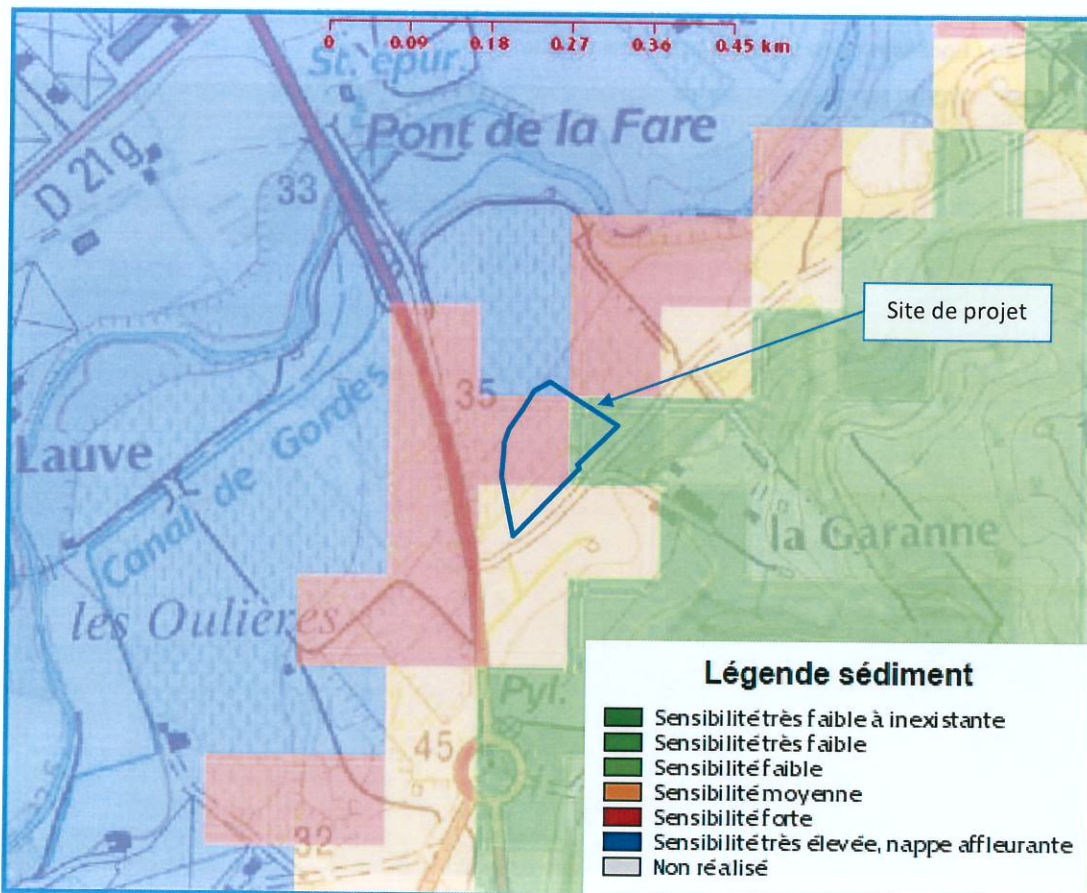 0 0.09 0.18 0.27 0.36 0.45 km
St. épur.
Pont de la Fare
D 21 g
33
Site de projet
35
Lauve
Canal de Gordes
la Garanne
les Oulières
Pyl.
45
32
Légende sédiment
Sensibilité très faible à inexistante
Sensibilité très faible
Sensibilité faible
Sensibilité moyenne
Sensibilité forte
Sensibilité très élevée, nappe affleurante
Non réalisé